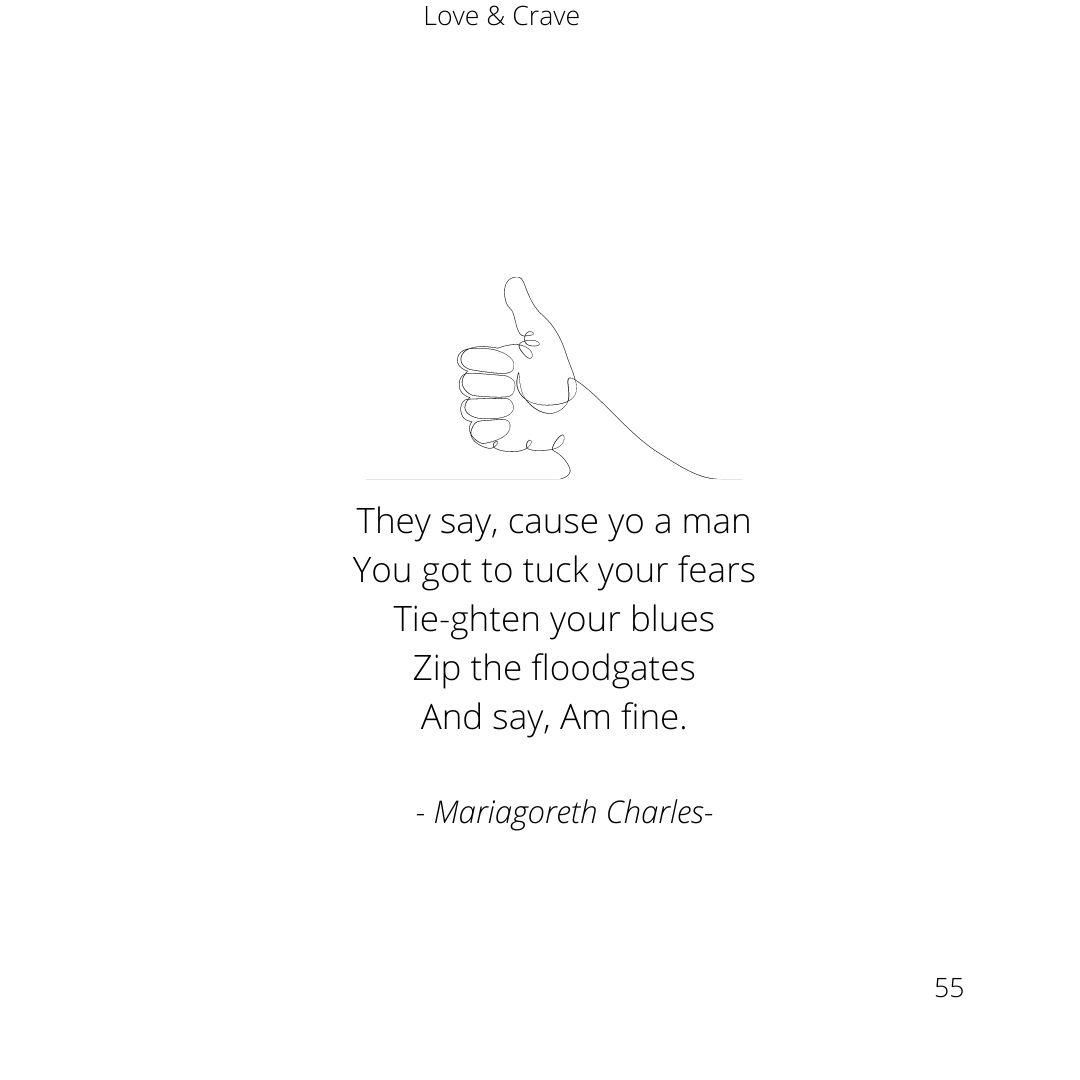 Love & Crave
They say, cause yo a man
You got to tuck your fears
Tie-ghten your blues
Zip the floodgates
And say, Am fine.
- Mariagoreth Charles-
55